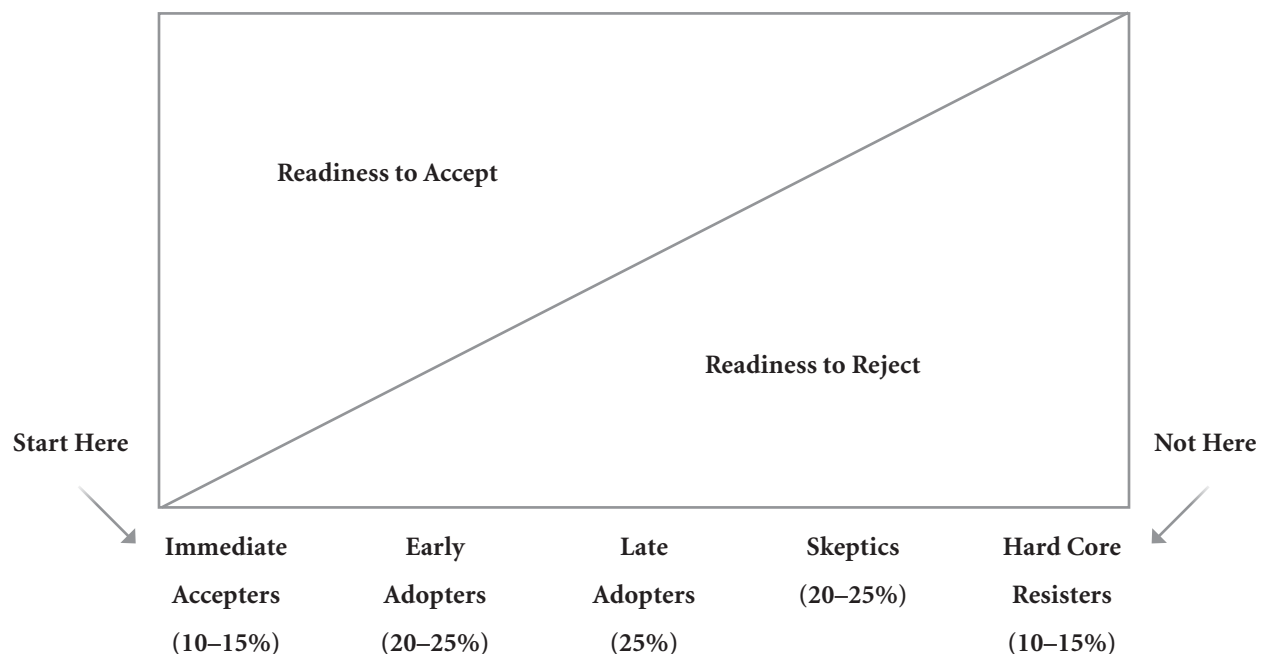 Readiness to Accept
Readiness to Reject
Start Here
Not Here
Immediate
Accepters
(10–15%)
Early
Adopters
(20–25%)
Late
Adopters
(25%)
Skeptics
(20–25%)
Hard Core
Resisters
(10–15%)